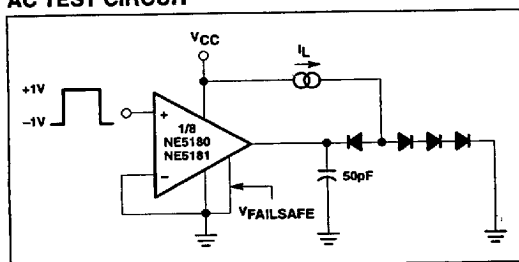 AC TEST CIRCUIT
VCC
IL
+1V
−1V
+
1/8
NE5180
NE5181
−
50pF
VFAILSAFE